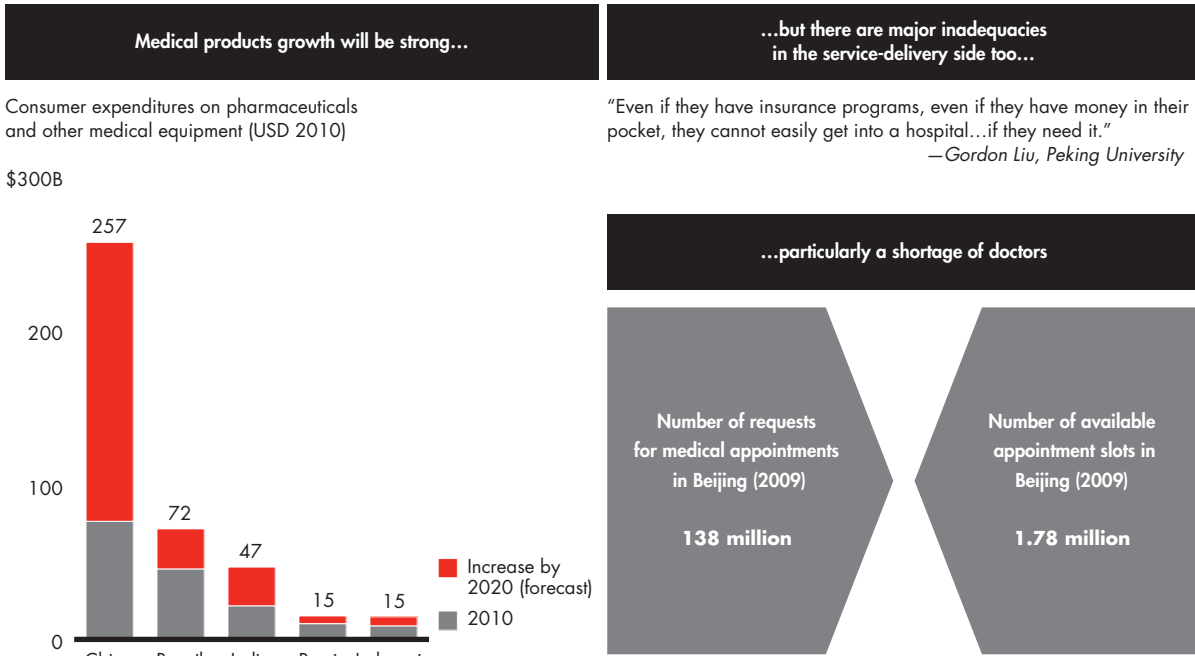 Medical products growth will be strong…
Consumer expenditures on pharmaceuticals
and other medical equipment (USD 2010)
$300B
257
200
100
72
47
15
15
0
Increase by
2020 (forecast)
2010
…but there are major inadequacies
in the service-delivery side too…
“Even if they have insurance programs, even if they have money in their
pocket, they cannot easily get into a hospital…if they need it.”
—Gordon Liu, Peking University
…particularly a shortage of doctors
Number of requests
for medical appointments
in Beijing (2009)
138 million
Number of available
appointment slots in
Beijing (2009)
1.78 million